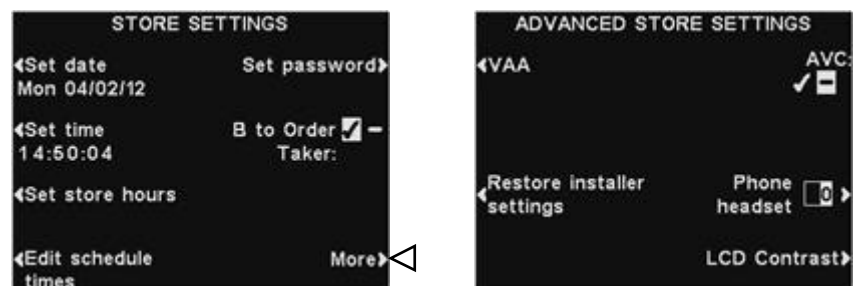 STORE SETTINGS
Set date
Mon 04/02/12
Set password
Set time
14:50:04
B to Order ✓ –
Taker:
Set store hours
Edit schedule
times
More
ADVANCED STORE SETTINGS
VAA
AVC:
✓ –
Restore installer
settings
Phone
headset 0
LCD Contrast